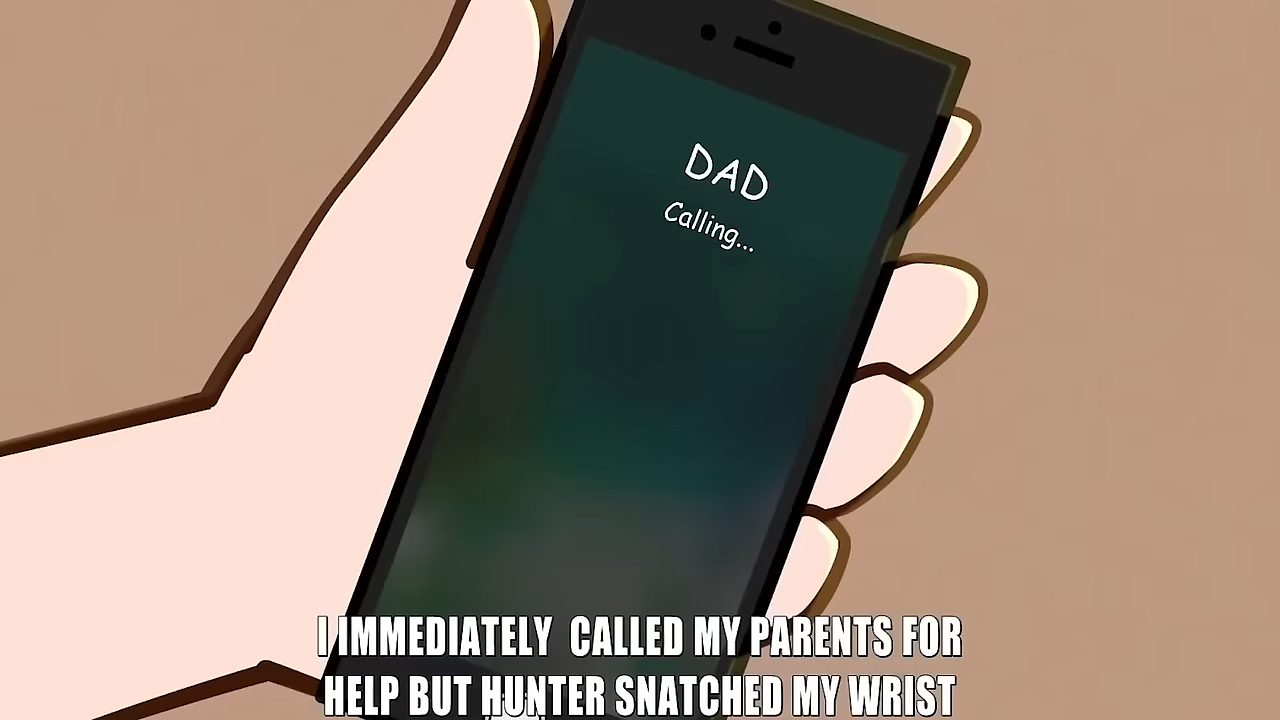 DAD
Calling...
I IMMEDIATELY CALLED MY PARENTS FOR
HELP BUT HUNTER SNATCHED MY WRIST